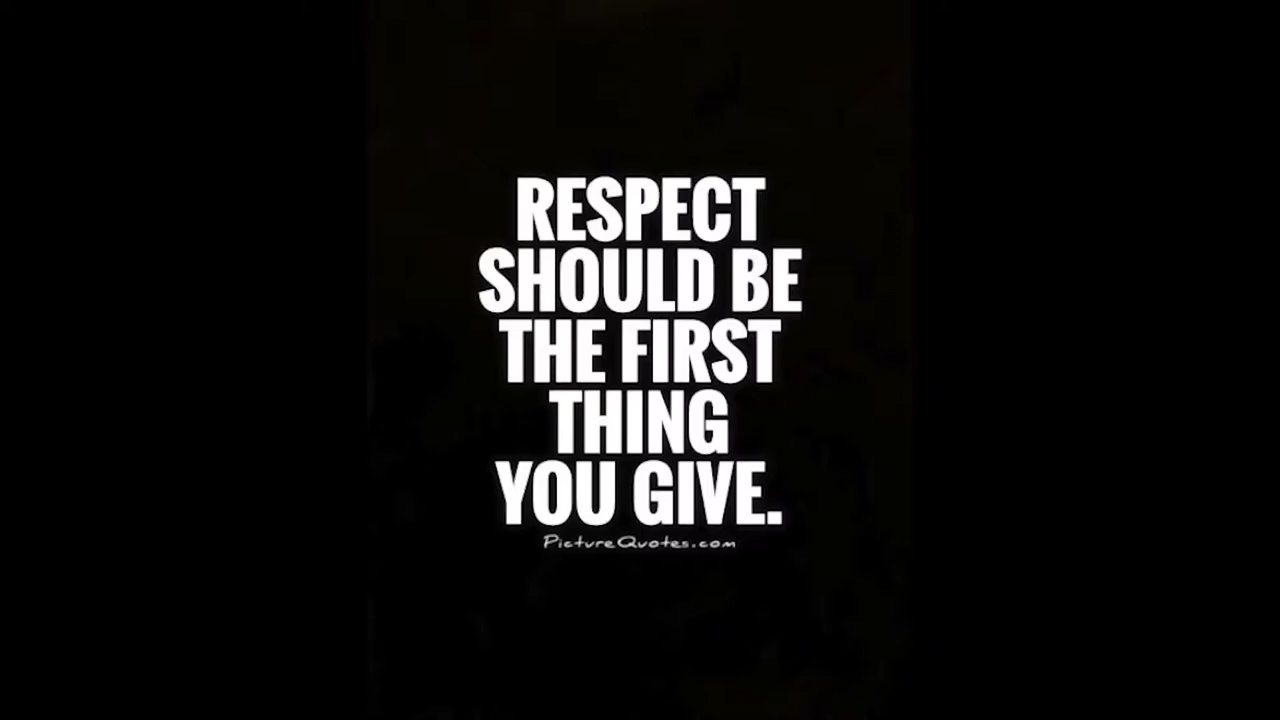 RESPECT
SHOULD BE
THE FIRST
THING
YOU GIVE.
PictureQuotes.com